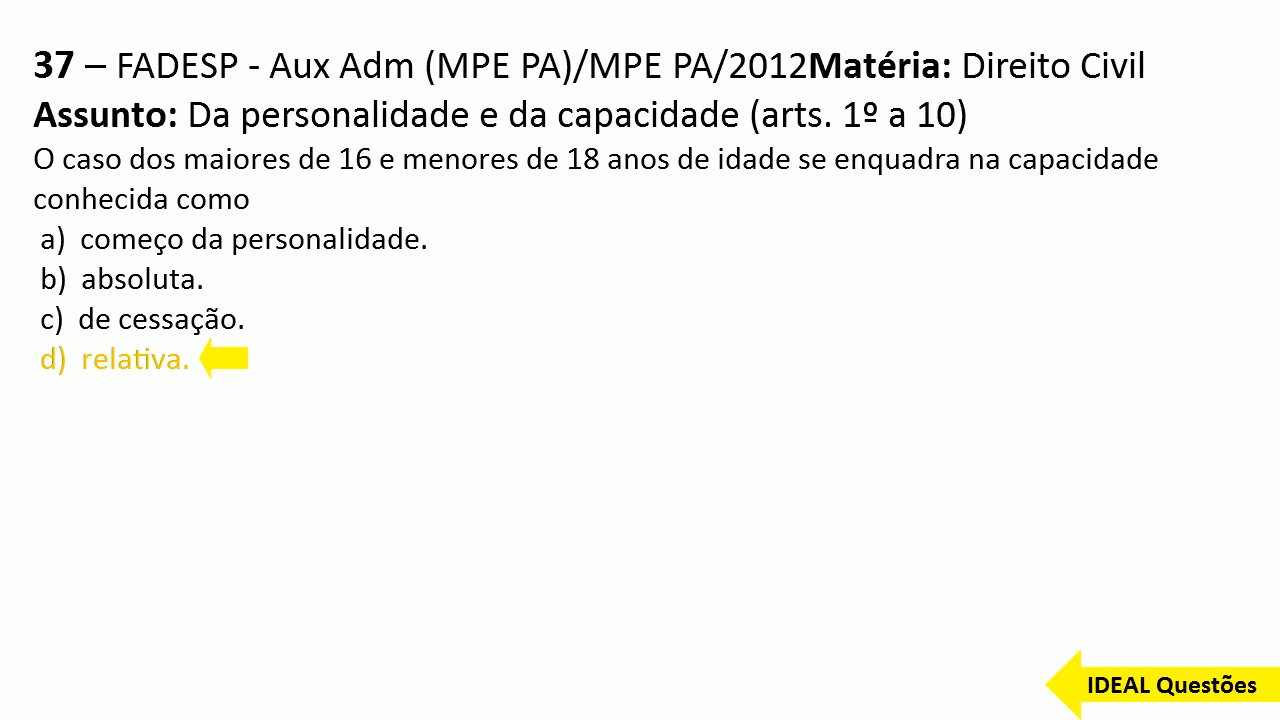 37 – FADESP - Aux Adm (MPE PA)/MPE PA/2012Matéria: Direito Civil
Assunto: Da personalidade e da capacidade (arts. 1º a 10)
O caso dos maiores de 16 e menores de 18 anos de idade se enquadra na capacidade
conhecida como
a) começo da personalidade.
b) absoluta.
c) de cessação.
d) relativa.
IDEAL Questões